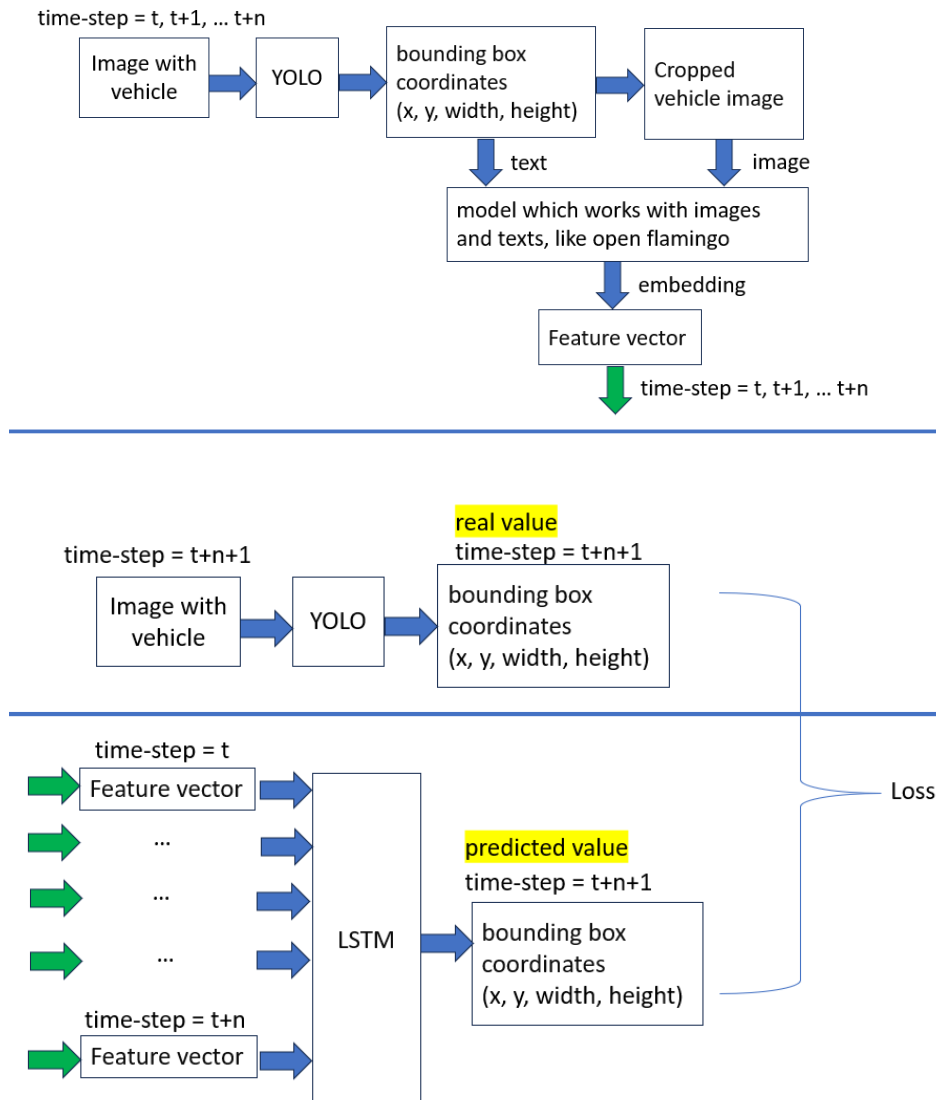 time-step = t, t+1, ... t+n
Image with
vehicle
YOLO
bounding box
coordinates
(x, y, width, height)
Cropped
vehicle image
text
image
model which works with images
and texts, like open flamingo
embedding
Feature vector
time-step = t, t+1, ... t+n
time-step = t+n+1
Image with
vehicle
YOLO
real value
time-step = t+n+1
bounding box
coordinates
(x, y, width, height)
time-step = t
Feature vector
...
...
...
time-step = t+n
Feature vector
LSTM
predicted value
time-step = t+n+1
bounding box
coordinates
(x, y, width, height)
Loss